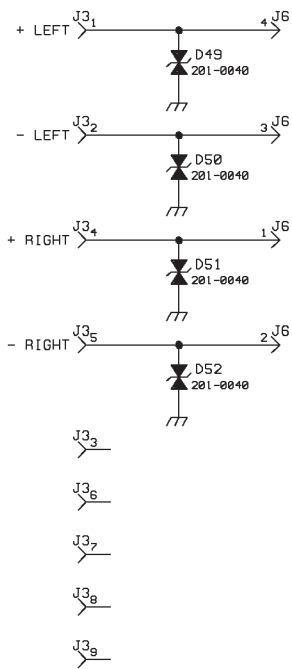 + LEFT J3 1 4 J6
D49
201-0040
- LEFT J3 2 3 J6
D50
201-0040
+ RIGHT J3 4 1 J6
D51
201-0040
- RIGHT J3 5 2 J6
D52
201-0040
J3 3
J3 6
J3 7
J3 8
J3 9